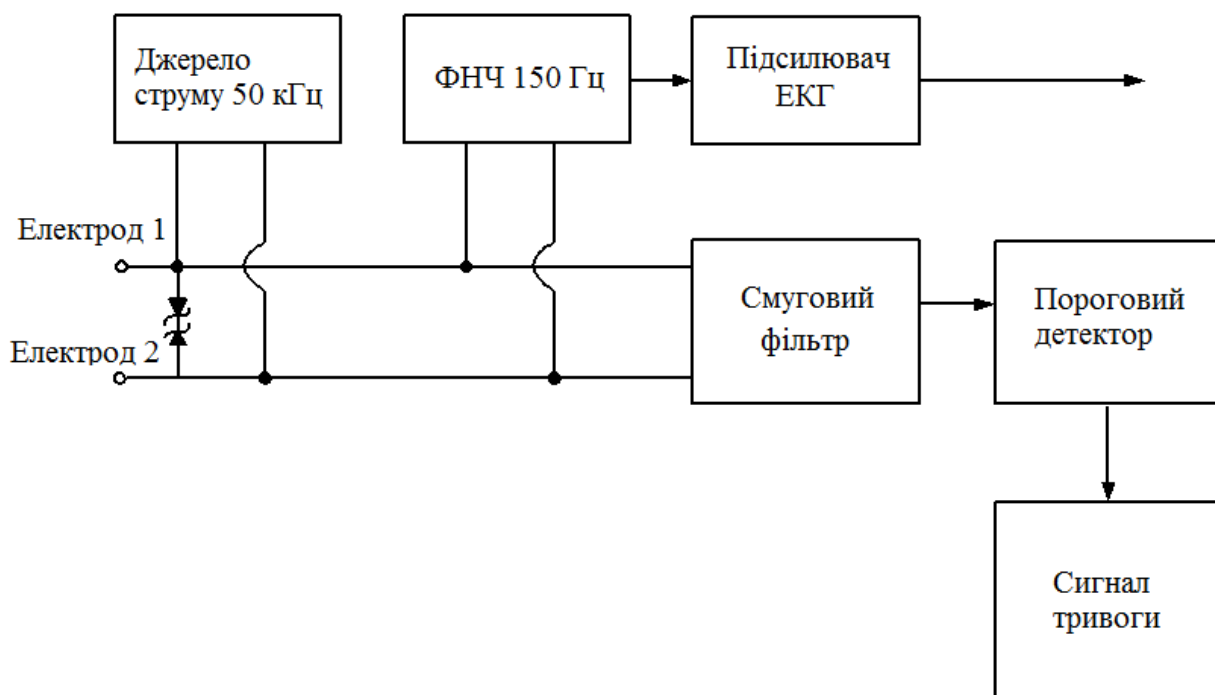 Джерело
струму 50 кГц
ФНЧ 150 Гц
Підсилювач
ЕКГ
Електрод 1
Електрод 2
Смуговий
фільтр
Пороговий
детектор
Сигнал
тривоги